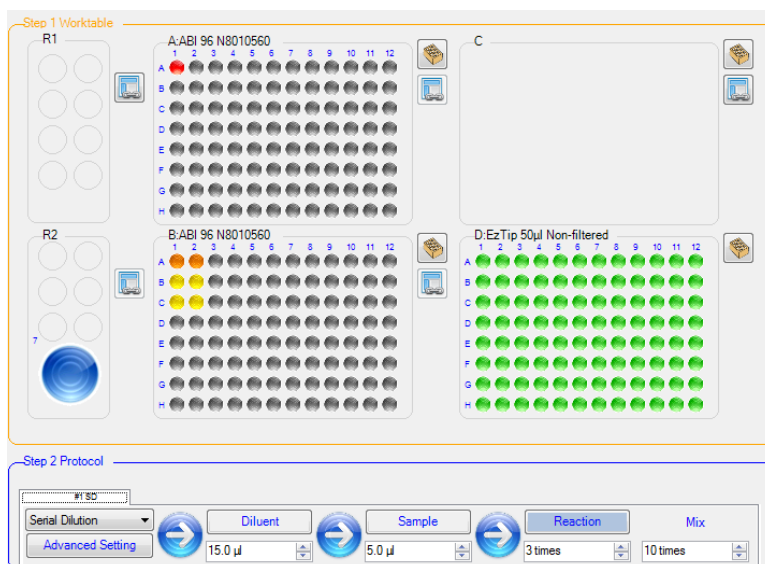 Step 1 Worktable
R1
A:ABI 96 N8010560
1 2 3 4 5 6 7 8 9 10 11 12
A
B
C
D
E
F
G
H
C
R2
7
B:ABI 96 N8010560
1 2 3 4 5 6 7 8 9 10 11 12
A
B
C
D
E
F
G
H
D:EzTip 50µl Non-filtered
1 2 3 4 5 6 7 8 9 10 11 12
A
B
C
D
E
F
G
H
Step 2 Protocol
#1 SD
Serial Dilution
Advanced Setting
Diluent
15.0 µl
Sample
5.0 µl
Reaction
3 times
Mix
10 times